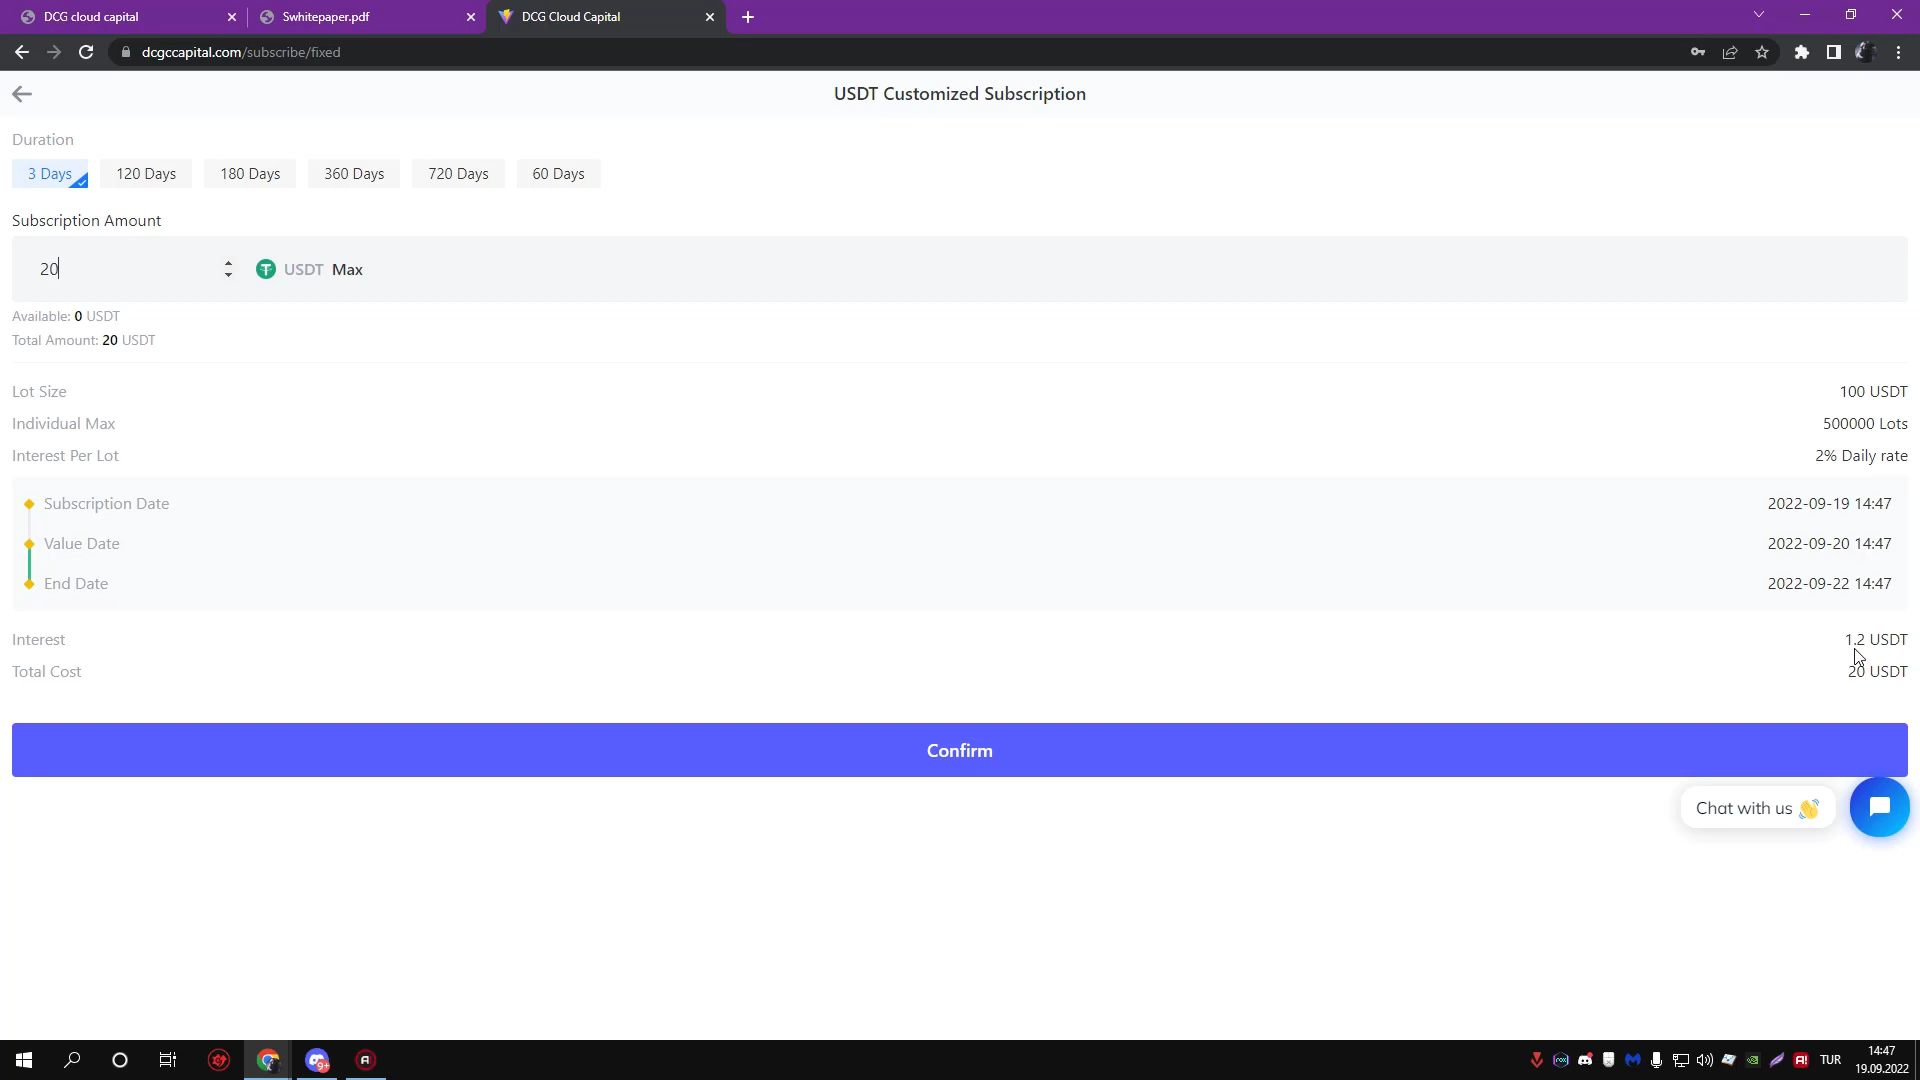 DCG cloud capital
Swhitepaper.pdf
DCG Cloud Capital
dcgccapital.com/subscribe/fixed
USDT Customized Subscription
Duration
3 Days 120 Days 180 Days 360 Days 720 Days 60 Days
Subscription Amount
20 USDT Max
Available: 0 USDT
Total Amount: 20 USDT
Lot Size 100 USDT
Individual Max 500000 Lots
Interest Per Lot 2% Daily rate
Subscription Date 2022-09-19 14:47
Value Date 2022-09-20 14:47
End Date 2022-09-22 14:47
Interest 1.2 USDT
Total Cost 20 USDT
Confirm
Chat with us 👋
9+
TUR
14:47
19.09.2022